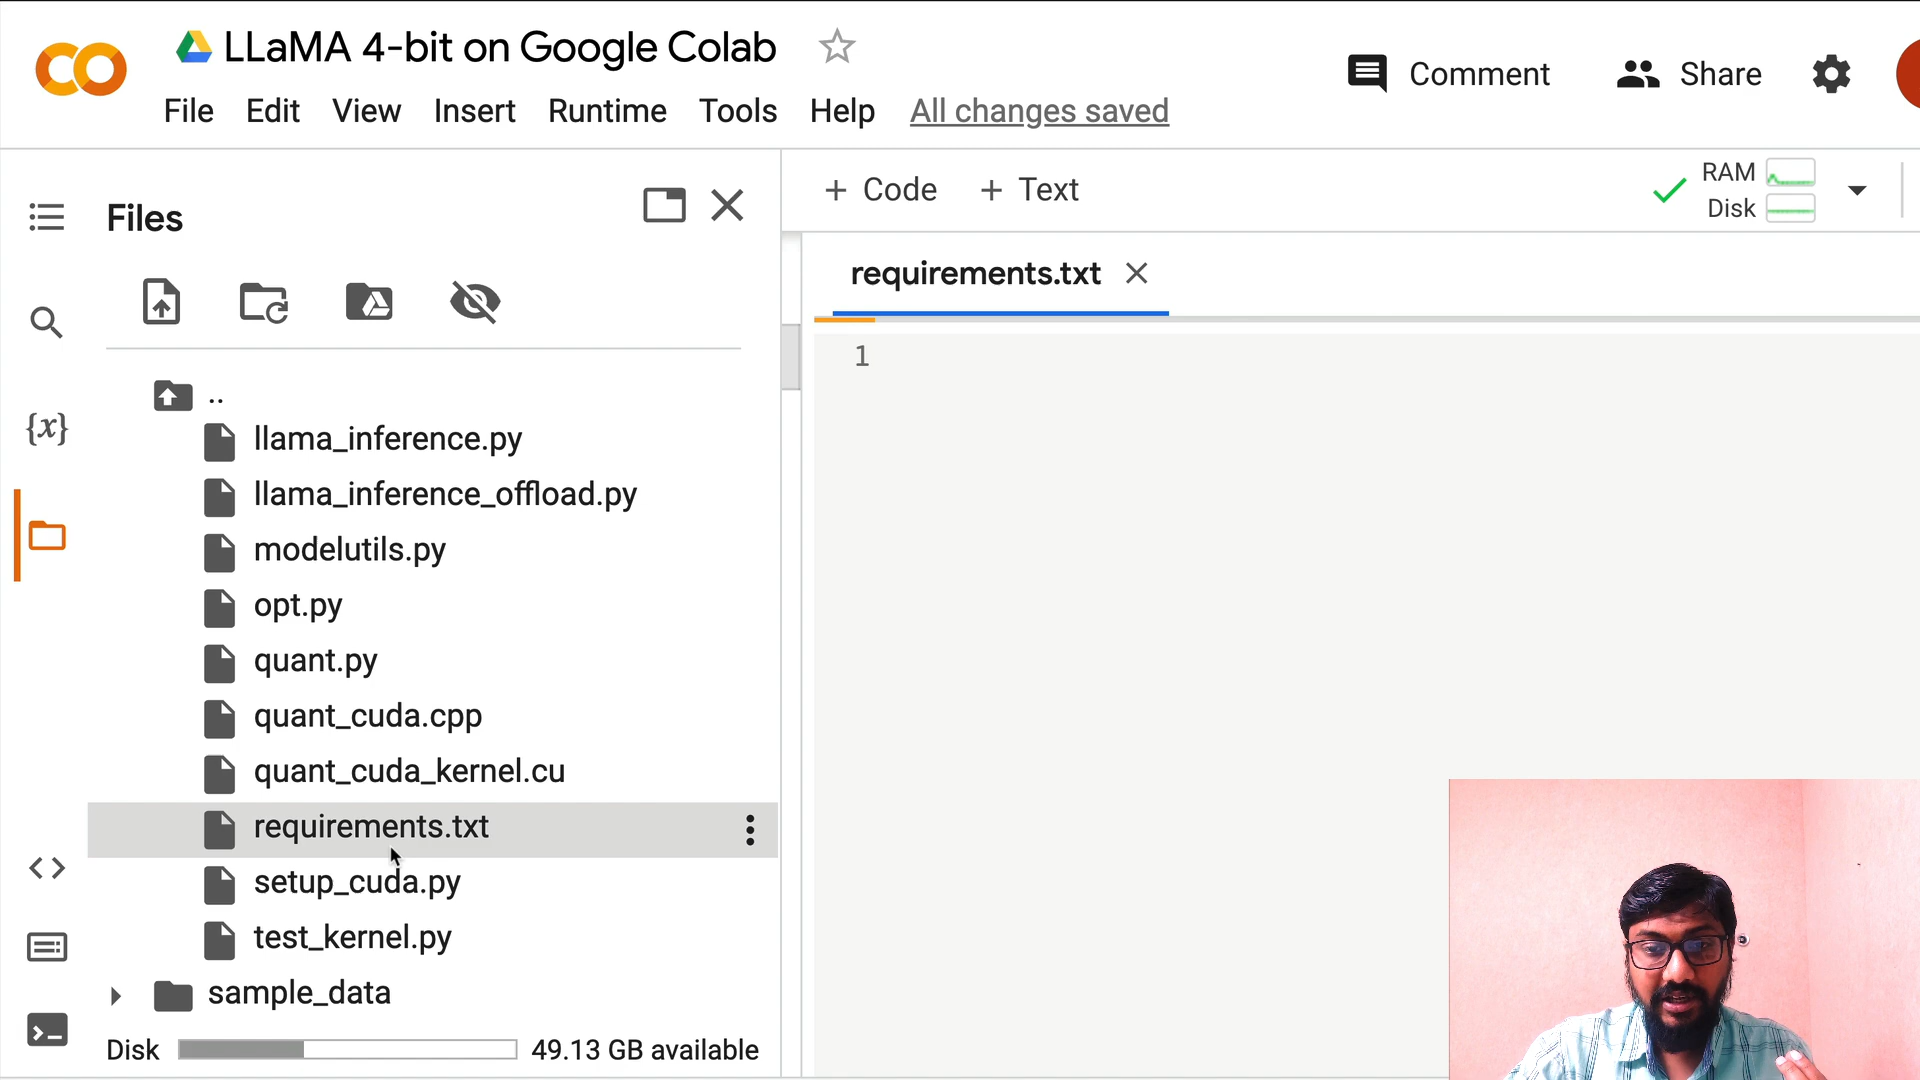 LLaMA 4-bit on Google Colab
Comment
Share
File Edit View Insert Runtime Tools Help All changes saved
Files
+ Code + Text
RAM
Disk
requirements.txt
1
{x}
..
llama_inference.py
llama_inference_offload.py
modelutils.py
opt.py
quant.py
quant_cuda.cpp
quant_cuda_kernel.cu
requirements.txt
setup_cuda.py
test_kernel.py
sample_data
Disk 49.13 GB available